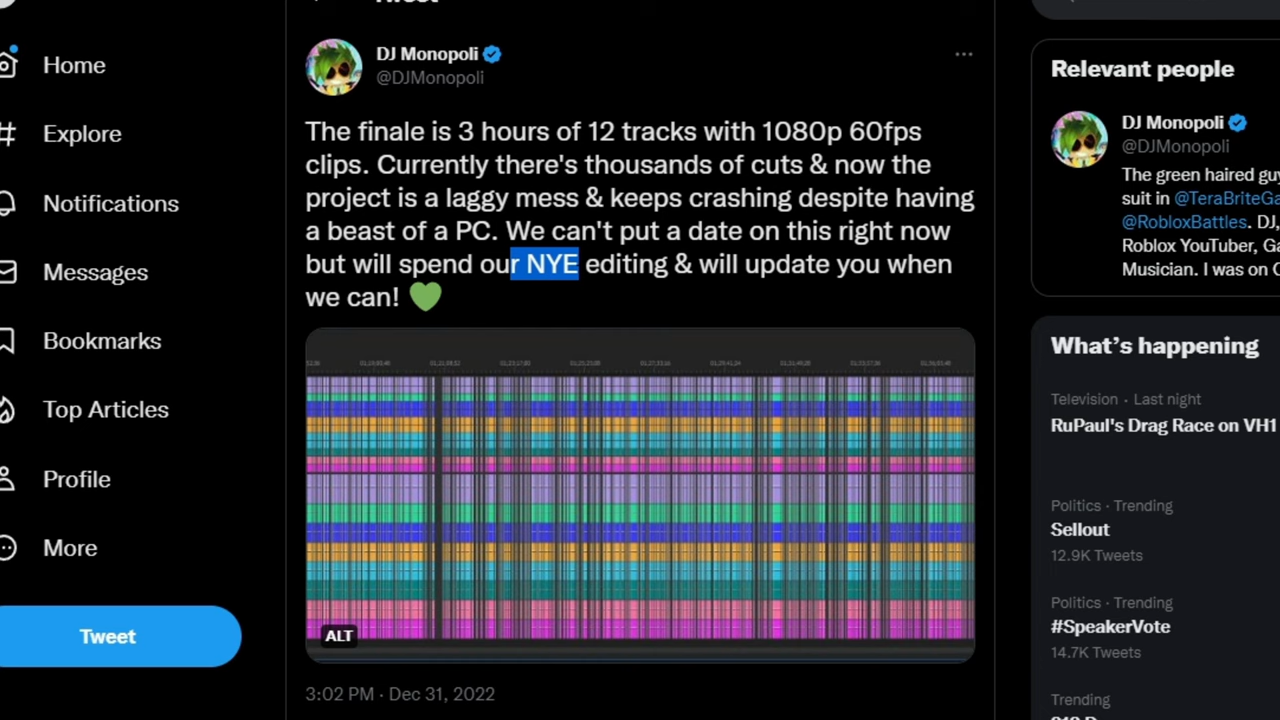 Tweet
Home
Explore
Notifications
Messages
Bookmarks
Top Articles
Profile
More
Tweet
DJ Monopoli
@DJMonopoli
The finale is 3 hours of 12 tracks with 1080p 60fps
clips. Currently there's thousands of cuts & now the
project is a laggy mess & keeps crashing despite having
a beast of a PC. We can't put a date on this right now
but will spend our NYE editing & will update you when
we can! 💚
ALT
3:02 PM · Dec 31, 2022
Relevant people
DJ Monopoli
@DJMonopoli
The green haired guy
suit in @TeraBriteGa
@RobloxBattles. DJ,
Roblox YouTuber, Ga
Musician. I was on
What's happening
Television · Last night
RuPaul's Drag Race on VH1
Politics · Trending
Sellout
12.9K Tweets
Politics · Trending
#SpeakerVote
14.7K Tweets
Trending